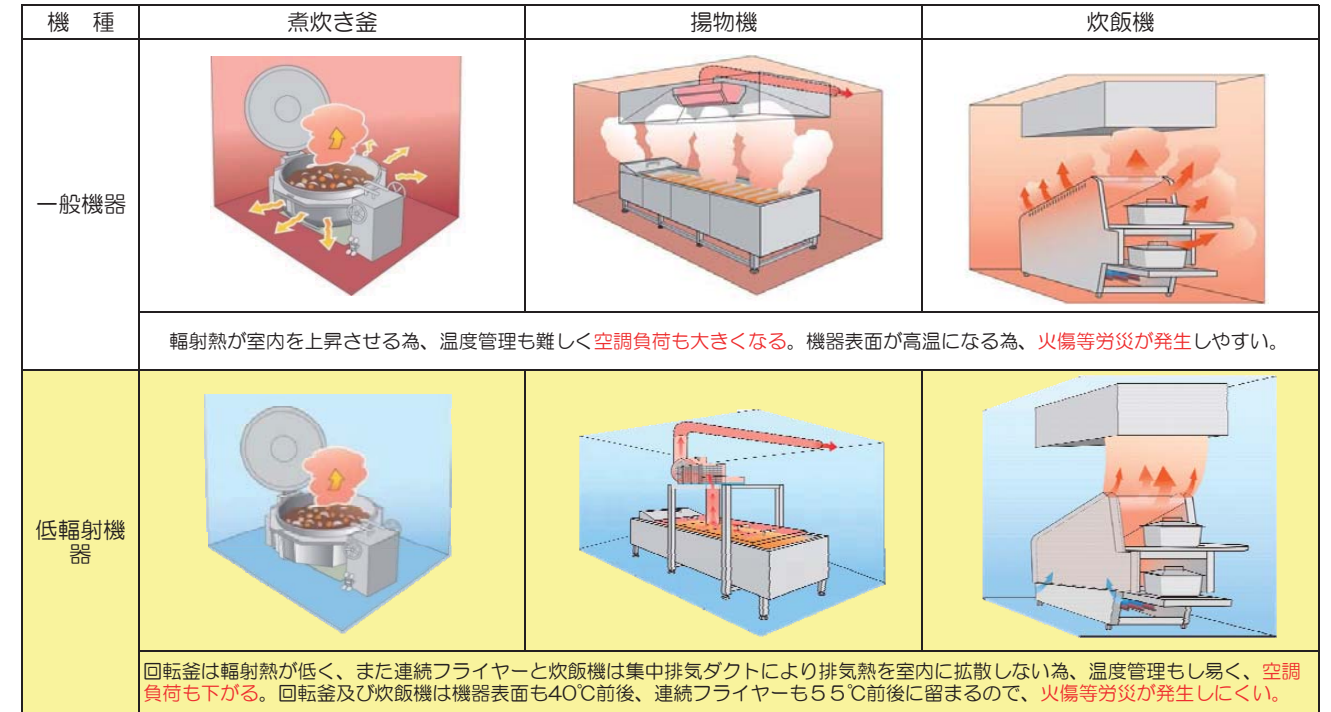 機　種
煮炊き釜
揚物機
炊飯機
一般機器
輻射熱が室内を上昇させる為、温度管理も難しく空調負荷も大きくなる。機器表面が高温になる為、火傷等労災が発生しやすい。
低輻射機
器
回転釜は輻射熱が低く、また連続フライヤーと炊飯機は集中排気ダクトにより排気熱を室内に拡散しない為、温度管理もし易く、空調
負荷も下がる。回転釜及び炊飯機は機器表面も40℃前後、連続フライヤーも５５℃前後に留まるので、火傷等労災が発生しにくい。